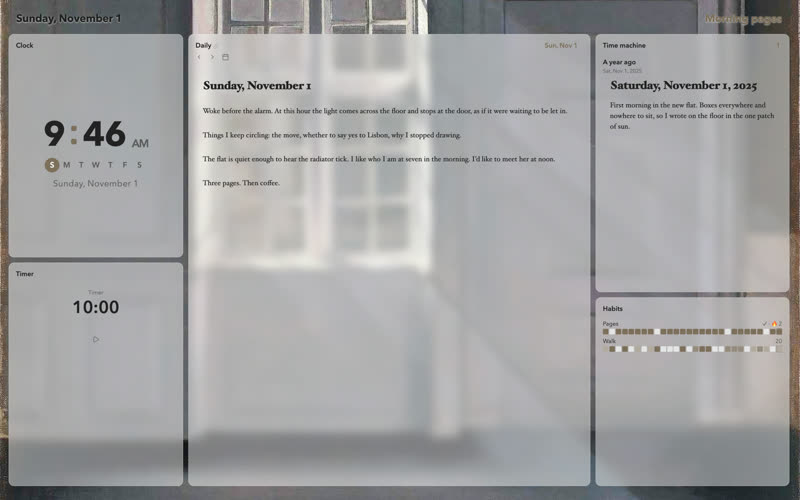 Sunday, November 1
Morning pages
Clock
9:46 AM
S M T W T F S
Sunday, November 1
Timer
Timer
10:00
Daily
Sun, Nov 1
Sunday, November 1
Woke before the alarm. At this hour the light comes across the floor and stops at the door, as if it were waiting to be let in.
Things I keep circling: the move, whether to say yes to Lisbon, why I stopped drawing.
The flat is quiet enough to hear the radiator tick. I like who I am at seven in the morning. I'd like to meet her at noon.
Three pages. Then coffee.
Time machine
1
A year ago
Sat, Nov 1, 2025
Saturday, November 1, 2025
First morning in the new flat. Boxes everywhere and
nowhere to sit, so I wrote on the floor in the one patch
of sun.
Habits
Pages
2
Walk
20